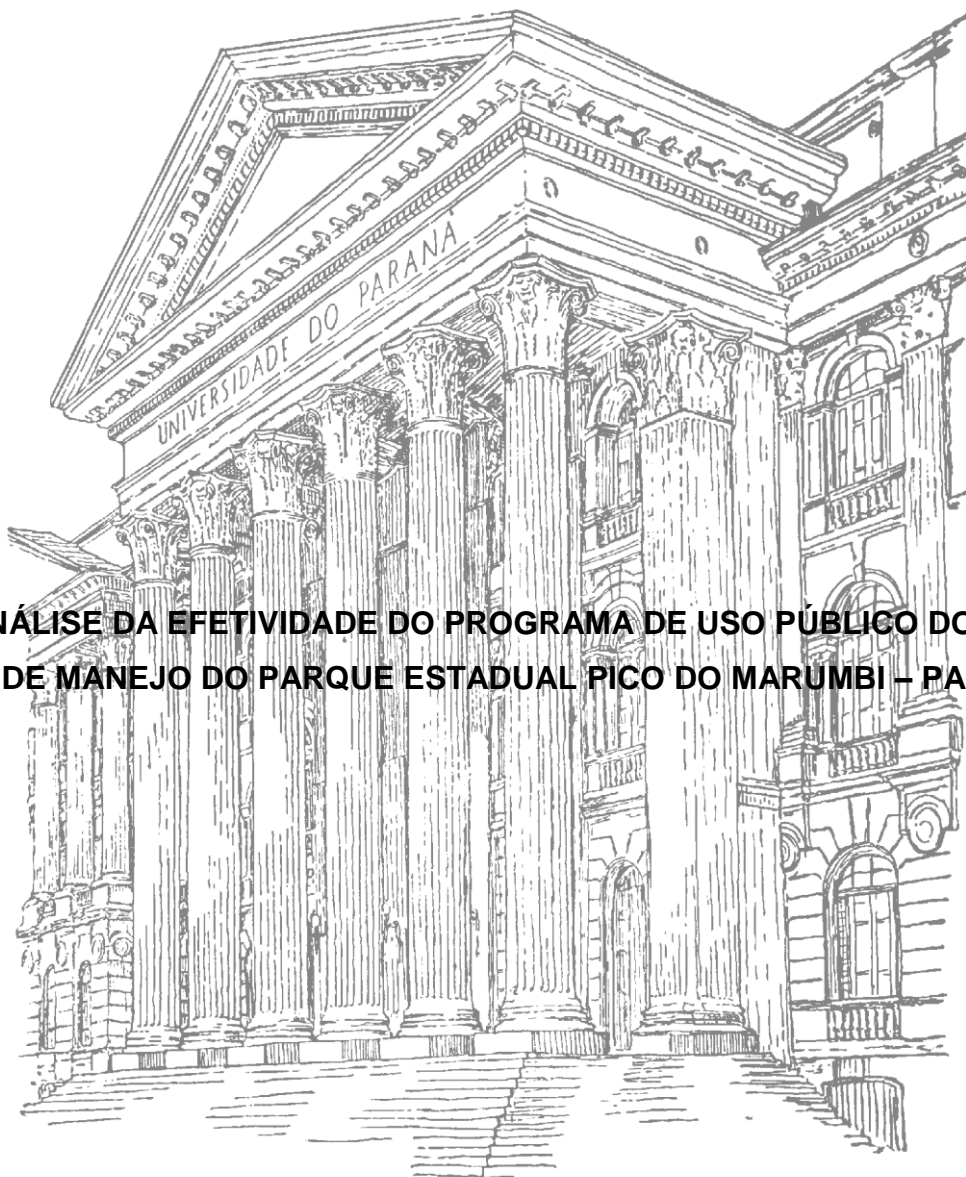 UNIVERSIDADE DO PARANÁ
NÁLISE DA EFETIVIDADE DO PROGRAMA DE USO PÚBLICO DO
DE MANEJO DO PARQUE ESTADUAL PICO DO MARUMBI – PA